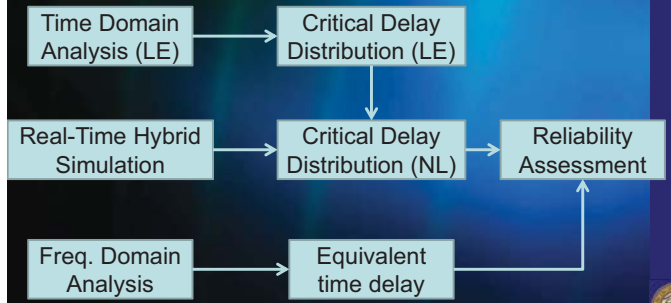 Time Domain
Analysis (LE)
Critical Delay
Distribution (LE)
Real-Time Hybrid
Simulation
Critical Delay
Distribution (NL)
Reliability
Assessment
Freq. Domain
Analysis
Equivalent
time delay